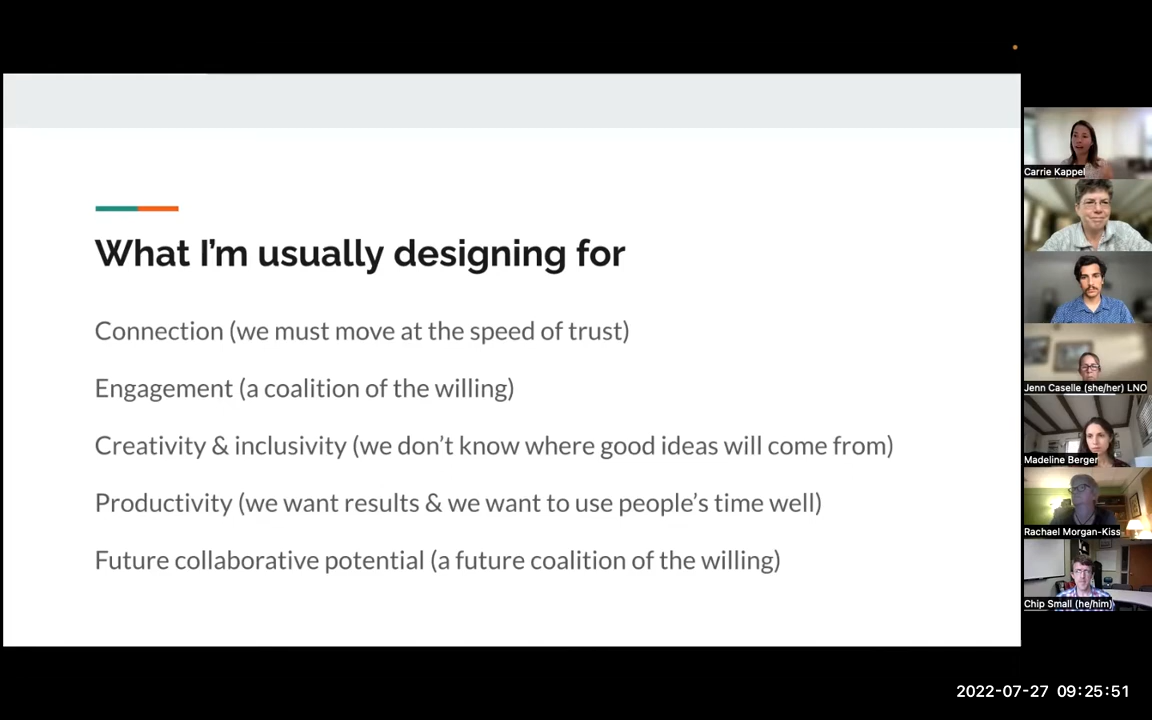 What I'm usually designing for
Connection (we must move at the speed of trust)
Engagement (a coalition of the willing)
Creativity & inclusivity (we don't know where good ideas will come from)
Productivity (we want results & we want to use people's time well)
Future collaborative potential (a future coalition of the willing)
Carrie Kappel
Jenn Caselle (she/her) LNO
Madeline Berger
Rachael Morgan-Kiss
Chip Small (he/him)
2022-07-27 09:25:51